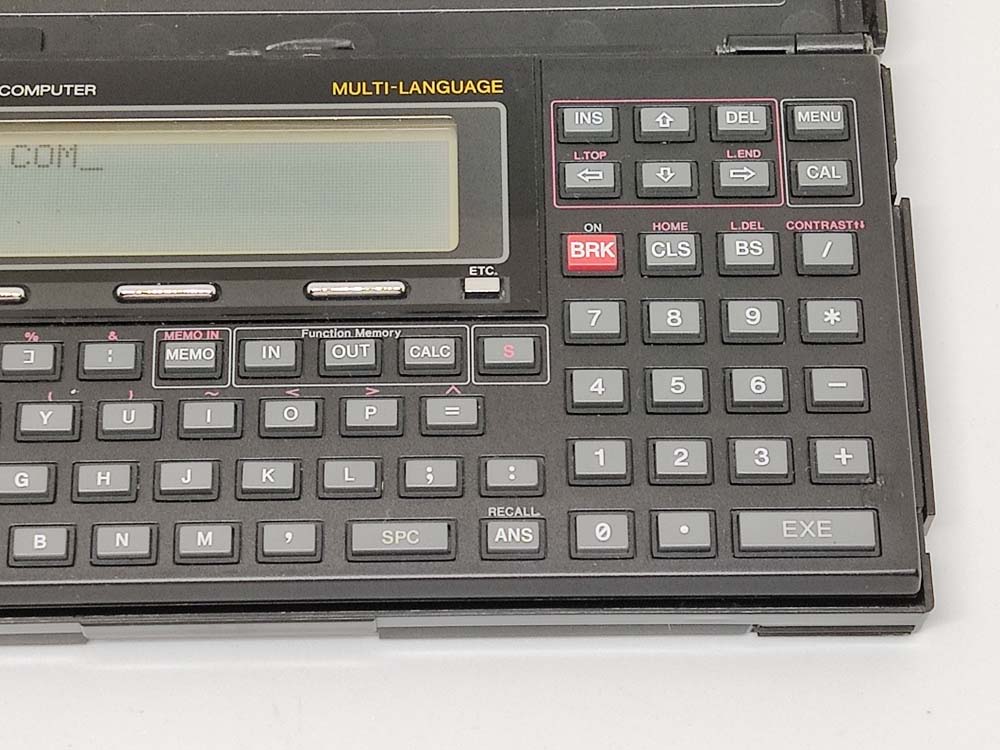 COMPUTER MULTI-LANGUAGE
COM_
INS ⇧ DEL MENU
L.TOP L.END
⇦ ⇩ ⇨ CAL
ON HOME L.DEL CONTRAST⬆⬇
BRK CLS BS /
ETC.
7 8 9 *
% & MEMO IN Function Memory
] ¦ MEMO IN OUT CALC S
4 5 6 −
( ) ~ < > ^
Y U I O P =
1 2 3 +
G H J K L ; :
RECALL
B N M , SPC ANS
0 . EXE